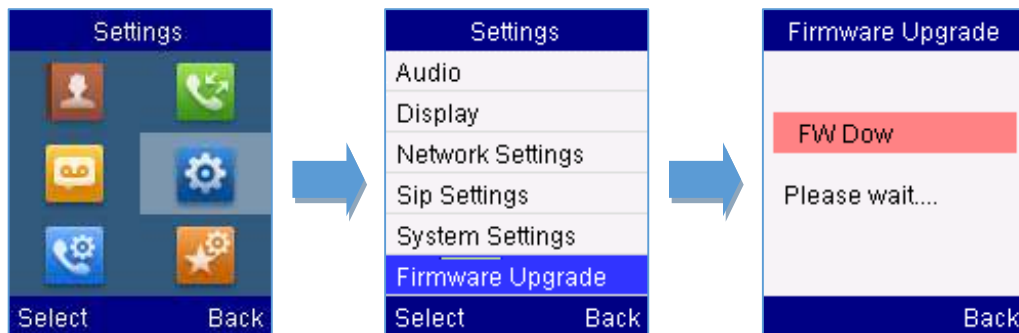 Settings
Select Back
Settings
Audio
Display
Network Settings
Sip Settings
System Settings
Firmware Upgrade
Select Back
Firmware Upgrade
FW Dow
Please wait....
Back